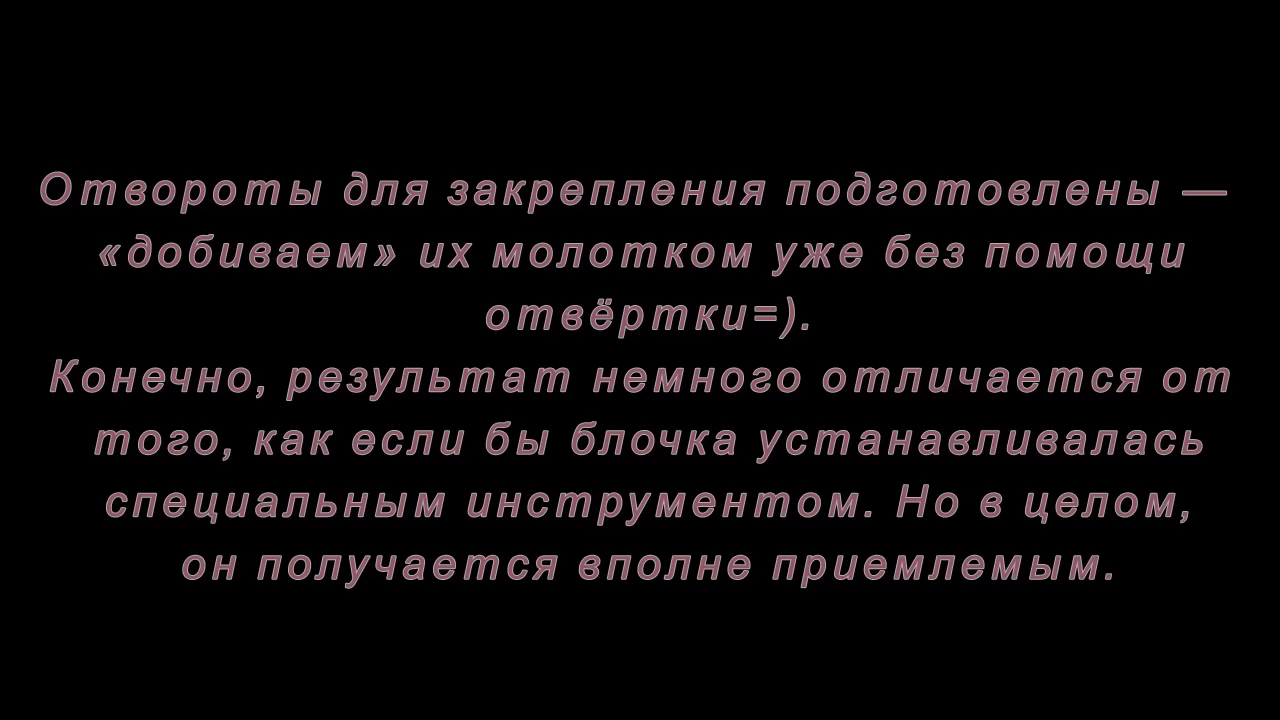 Отвороты для закрепления подготовлены —
«добиваем» их молотком уже без помощи
отвёртки=).
Конечно, результат немного отличается от
того, как если бы блочка устанавливалась
специальным инструментом. Но в целом,
он получается вполне приемлемым.